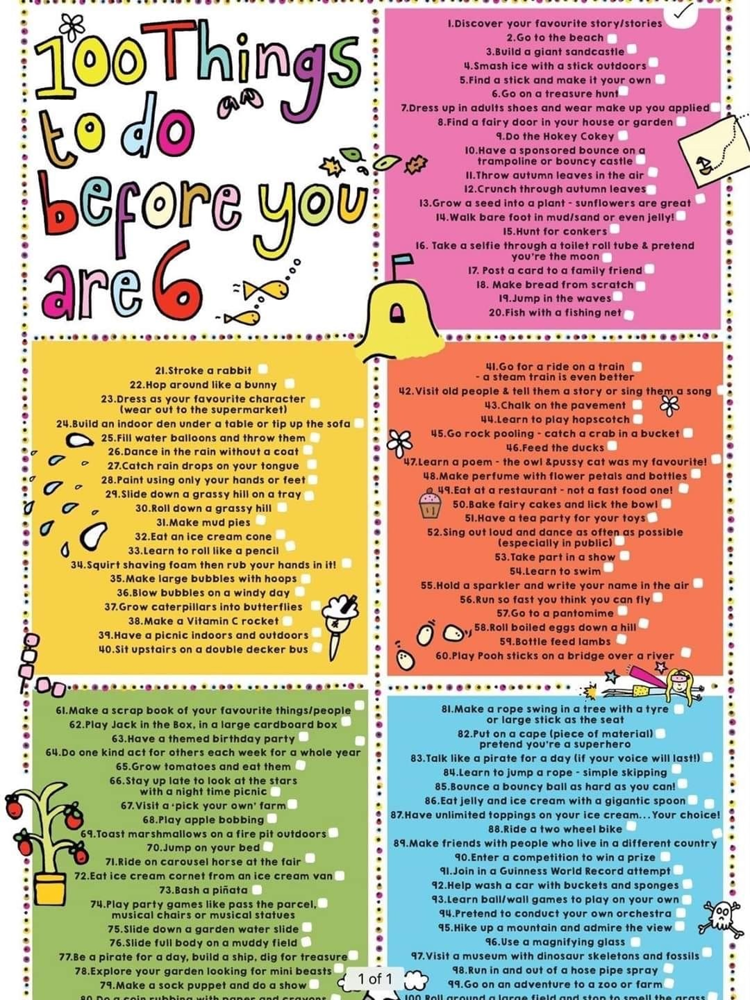 100 Things
to do
before you
are 6
1.Discover your favourite story/stories
2.Go to the beach
3.Build a giant sandcastle
4.Smash ice with a stick outdoors
5.Find a stick and make it your own
6.Go on a treasure hunt
7.Dress up in adults shoes and wear make up you applied
8.Find a fairy door in your house or garden
9.Do the Hokey Cokey
10.Have a sponsored bounce on a
trampoline or bouncy castle
11.Throw autumn leaves in the air
12.Crunch through autumn leaves
13.Grow a seed into a plant - sunflowers are great
14.Walk bare foot in mud/sand or even jelly!
15.Hunt for conkers
16. Take a selfie through a toilet roll tube & pretend
you're the moon
17. Post a card to a family friend
18. Make bread from scratch
19.Jump in the waves
20.Fish with a fishing net
21.Stroke a rabbit
22.Hop around like a bunny
23.Dress as your favourite character
(wear out to the supermarket)
24.Build an indoor den under a table or tip up the sofa
25.Fill water balloons and throw them
26.Dance in the rain without a coat
27.Catch rain drops on your tongue
28.Paint using only your hands or feet
29.Slide down a grassy hill on a tray
30.Roll down a grassy hill
31.Make mud pies
32.Eat an ice cream cone
33.Learn to roll like a pencil
34.Squirt shaving foam then rub your hands in it!
35.Make large bubbles with hoops
36.Blow bubbles on a windy day
37.Grow caterpillars into butterflies
38.Make a Vitamin C rocket
39.Have a picnic indoors and outdoors
40.Sit upstairs on a double decker bus
41.Go for a ride on a train
- a steam train is even better
42.Visit old people & tell them a story or sing them a song
43.Chalk on the pavement
44.Learn to play hopscotch
45.Go rock pooling - catch a crab in a bucket
46.Feed the ducks
47.Learn a poem - the owl &pussy cat was my favourite!
48.Make perfume with flower petals and bottles
49.Eat at a restaurant - not a fast food one!
50.Bake fairy cakes and lick the bowl
51.Have a tea party for your toys
52.Sing out loud and dance as often as possible
(especially in public)
53.Take part in a show
54.Learn to swim
55.Hold a sparkler and write your name in the air
56.Run so fast you think you can fly
57.Go to a pantomime
58.Roll boiled eggs down a hill
59.Bottle feed lambs
60.Play Pooh sticks on a bridge over a river
61.Make a scrap book of your favourite things/people
62.Play Jack in the Box, in a large cardboard box
63.Have a themed birthday party
64.Do one kind act for others each week for a whole year
65.Grow tomatoes and eat them
66.Stay up late to look at the stars
with a night time picnic
67.Visit a 'pick your own' farm
68.Play apple bobbing
69.Toast marshmallows on a fire pit outdoors
70.Jump on your bed
71.Ride on carousel horse at the fair
72.Eat ice cream cornet from an ice cream van
73.Bash a piñata
74.Play party games like pass the parcel,
musical chairs or musical statues
75.Slide down a garden water slide
76.Slide full body on a muddy field
77.Be a pirate for a day, build a ship, dig for treasure
78.Explore your garden looking for mini beasts
79.Make a sock puppet and do a show
80.Do a coin rubbing with paper and crayons
81.Make a rope swing in a tree with a tyre
or large stick as the seat
82.Put on a cape (piece of material)
pretend you're a superhero
83.Talk like a pirate for a day (if your voice will last!)
84.Learn to jump a rope - simple skipping
85.Bounce a bouncy ball as hard as you can!
86.Eat jelly and ice cream with a gigantic spoon
87.Have unlimited toppings on your ice cream...Your choice!
88.Ride a two wheel bike
89.Make friends with people who live in a different country
90.Enter a competition to win a prize
91.Join in a Guinness World Record attempt
92.Help wash a car with buckets and sponges
93.Learn ball/wall games to play on your own
94.Pretend to conduct your own orchestra
95.Hike up a mountain and admire the view
96.Use a magnifying glass
97.Visit a museum with dinosaur skeletons and fossils
98.Run in and out of a hose pipe spray
99.Go on an adventure to a zoo or farm
100.Roll around a large field and stop to smell the grass
1 of 1